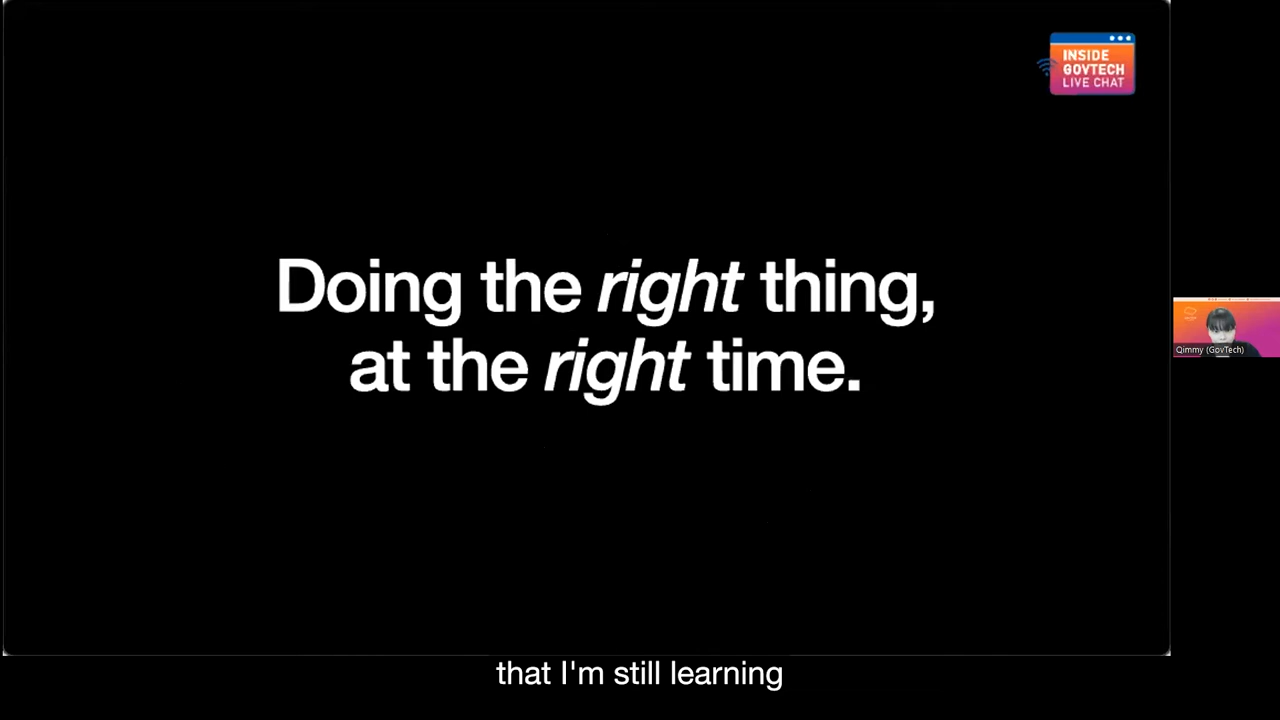 INSIDE
GOVTECH
LIVE CHAT
Doing the right thing,
at the right time.
Qimmy (GovTech)
that I'm still learning